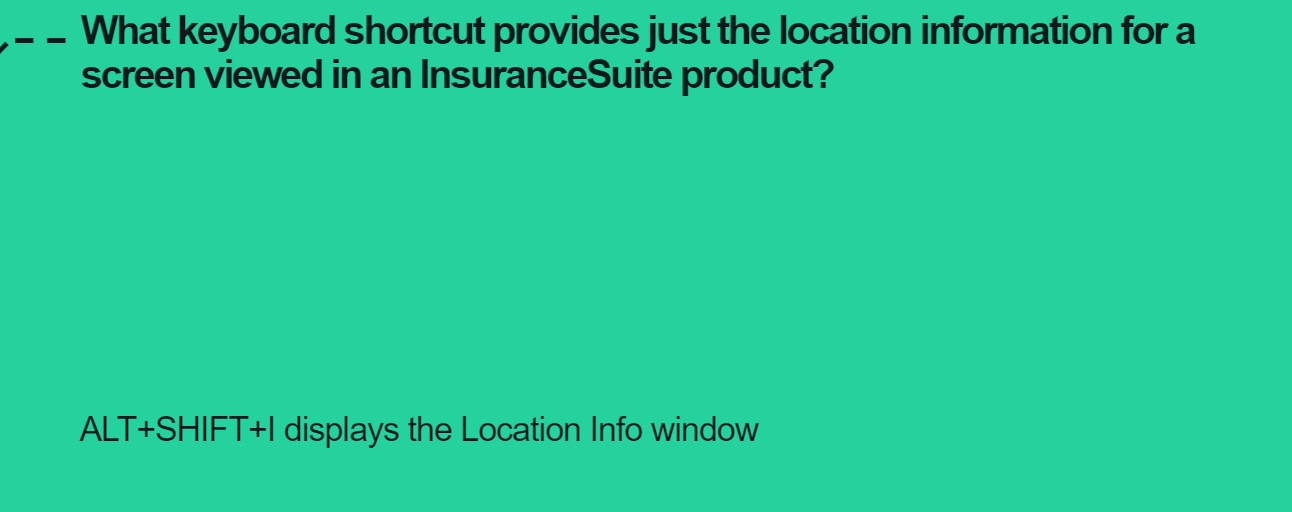 What keyboard shortcut provides just the location information for a
screen viewed in an InsuranceSuite product?
ALT+SHIFT+I displays the Location Info window